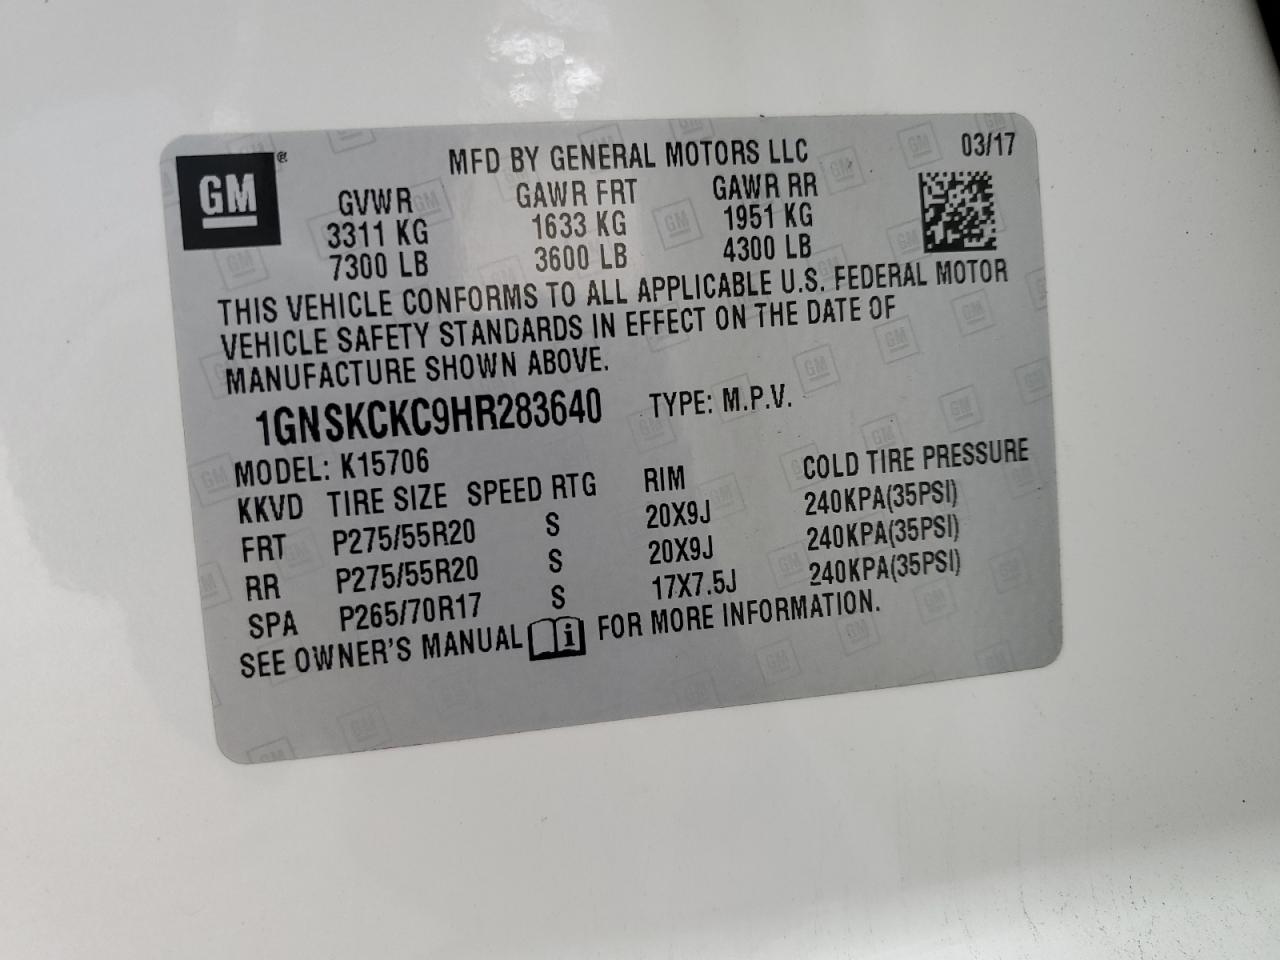 GM®
MFD BY GENERAL MOTORS LLC 03/17
GVWR GAWR FRT GAWR RR
3311 KG 1633 KG 1951 KG
7300 LB 3600 LB 4300 LB
THIS VEHICLE CONFORMS TO ALL APPLICABLE U.S. FEDERAL MOTOR
VEHICLE SAFETY STANDARDS IN EFFECT ON THE DATE OF
MANUFACTURE SHOWN ABOVE.
1GNSKCKC9HR283640 TYPE: M.P.V.
MODEL: K15706
KKVD TIRE SIZE SPEED RTG RIM COLD TIRE PRESSURE
FRT P275/55R20 S 20X9J 240KPA(35PSI)
RR P275/55R20 S 20X9J 240KPA(35PSI)
SPA P265/70R17 S 17X7.5J 240KPA(35PSI)
SEE OWNER'S MANUAL i FOR MORE INFORMATION.